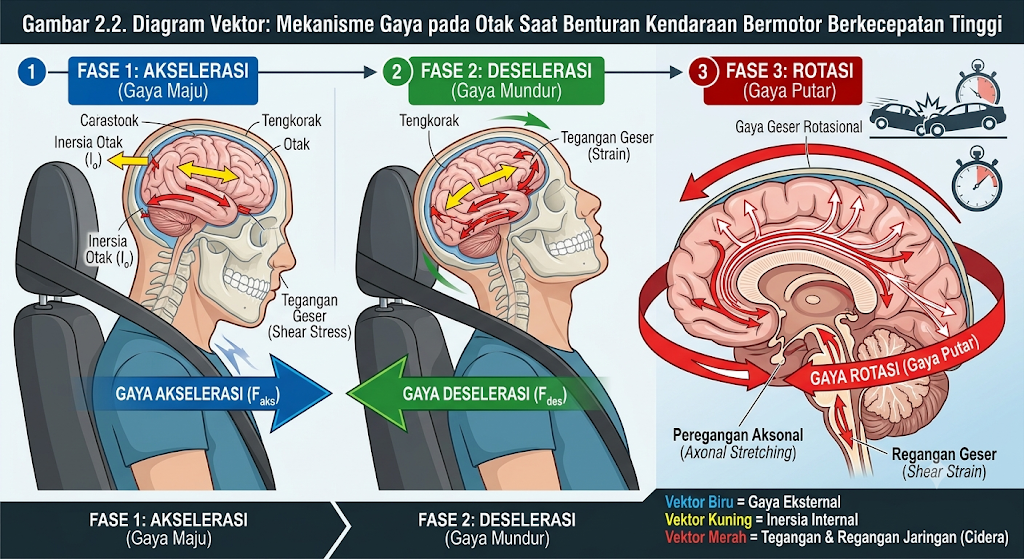 Gambar 2.2. Diagram Vektor: Mekanisme Gaya pada Otak Saat Benturan Kendaraan Bermotor Berkecepatan Tinggi
1
FASE 1: AKSELERASI
(Gaya Maju)
2
FASE 2: DESELERASI
(Gaya Mundur)
3
FASE 3: ROTASI
(Gaya Putar)
Carastoɑk
Tengkorak
Inersia Otak
(Iₒ)
Otak
Inersia
Otak (Iₒ)
Tegangan
Geser
(Shear Stress)
GAYA AKSELERASI (Faks)
Tengkorak
Tegangan Geser
(Strain)
GAYA DESELERASI (Fdes)
Gaya Geser Rotasional
GAYA ROTASI (Gaya Putar)
Peregangan Aksonal
(Axonal Stretching)
Regangan Geser
(Shear Strain)
FASE 1: AKSELERASI
(Gaya Maju)
FASE 2: DESELERASI
(Gaya Mundur)
Vektor Biru = Gaya Eksternal
Vektor Kuning = Inersia Internal
Vektor Merah = Tegangan & Regangan Jaringan (Cidera)